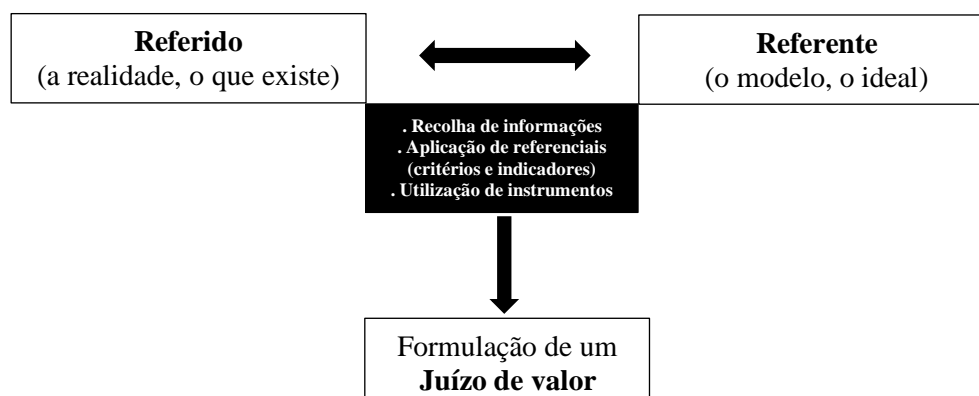 Referido
(a realidade, o que existe)
Referente
(o modelo, o ideal)
. Recolha de informações
. Aplicação de referenciais
(critérios e indicadores)
. Utilização de instrumentos
Formulação de um
Juízo de valor